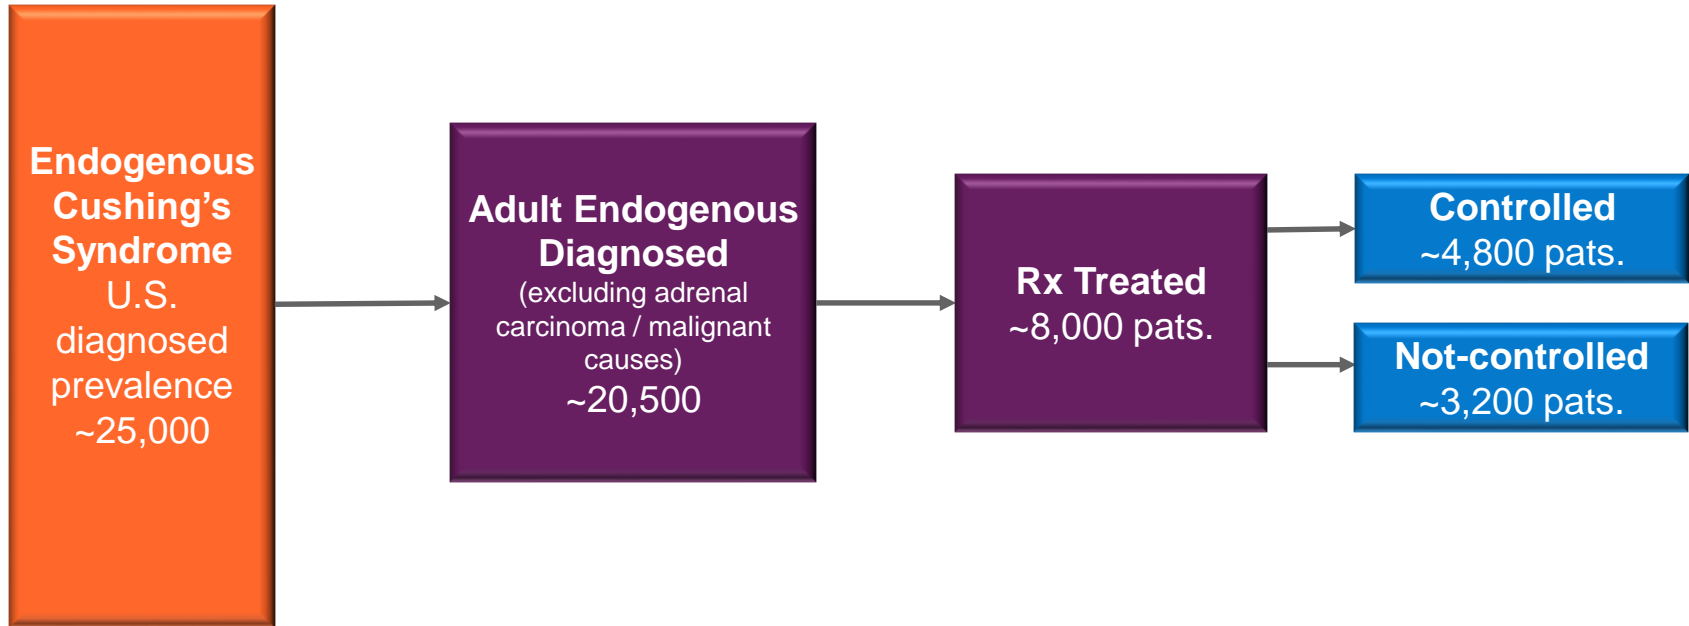 Endogenous
Cushing’s
Syndrome
U.S.
diagnosed
prevalence
~25,000
Adult Endogenous
Diagnosed
(excluding adrenal
carcinoma / malignant
causes)
~20,500
Rx Treated
~8,000 pats.
Controlled
~4,800 pats.
Not-controlled
~3,200 pats.